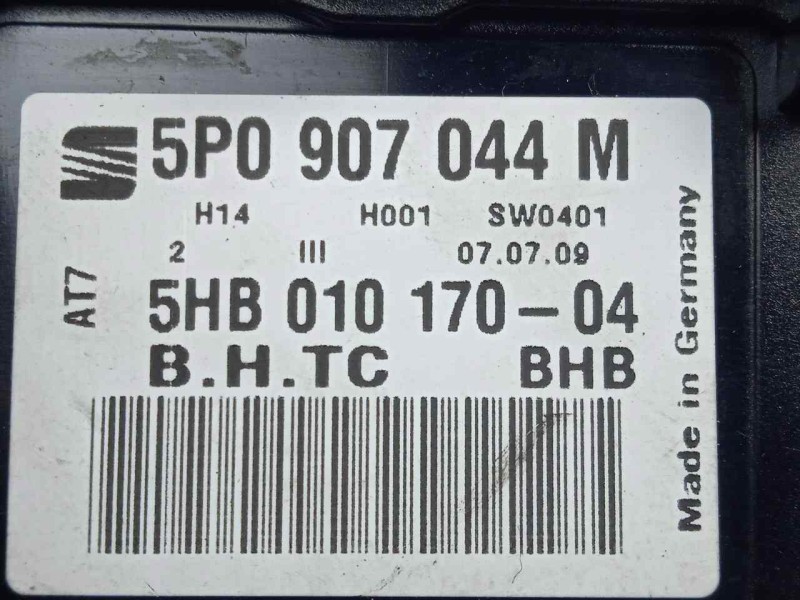 5P0 907 044 M
H14 H001 SW0401
2 III 07.07.09
AT7
5HB 010 170-04
B.H.TC BHB
Made in Germany